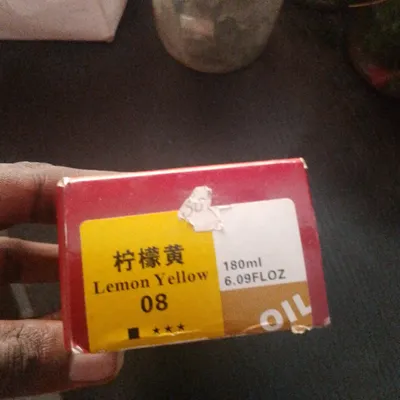 柠檬黄
Lemon Yellow
08
★★★
180ml
6.09FLOZ
OIL